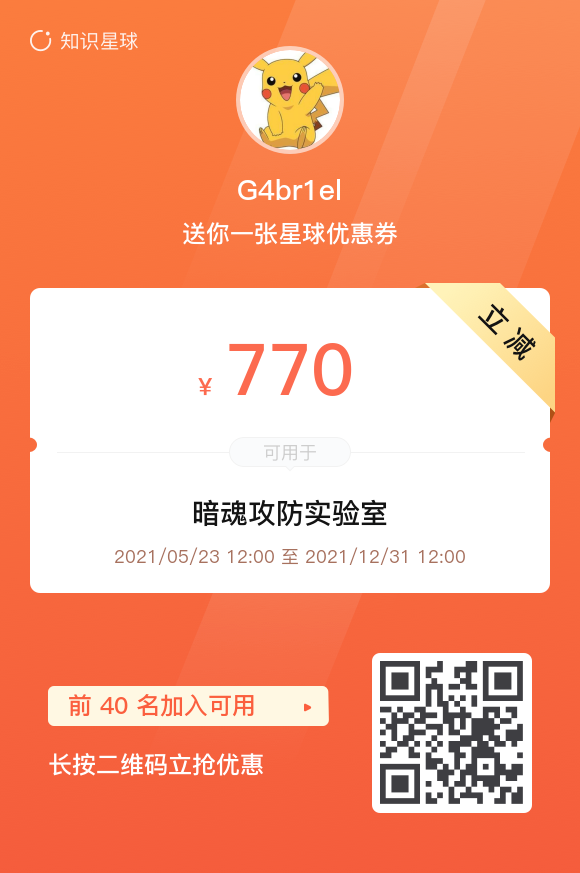 知识星球
G4br1el
送你一张星球优惠券
立减
¥ 770
可用于
暗魂攻防实验室
2021/05/23 12:00 至 2021/12/31 12:00
前 40 名加入可用
长按二维码立抢优惠